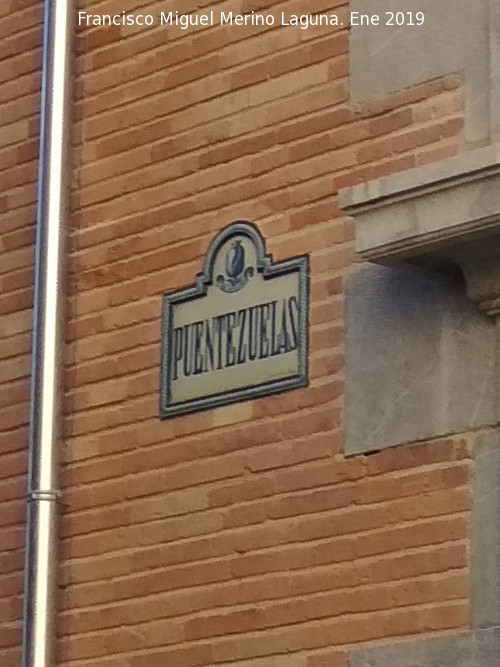 Francisco Miguel Merino Laguna. Ene 2019
PUENTEZUELAS